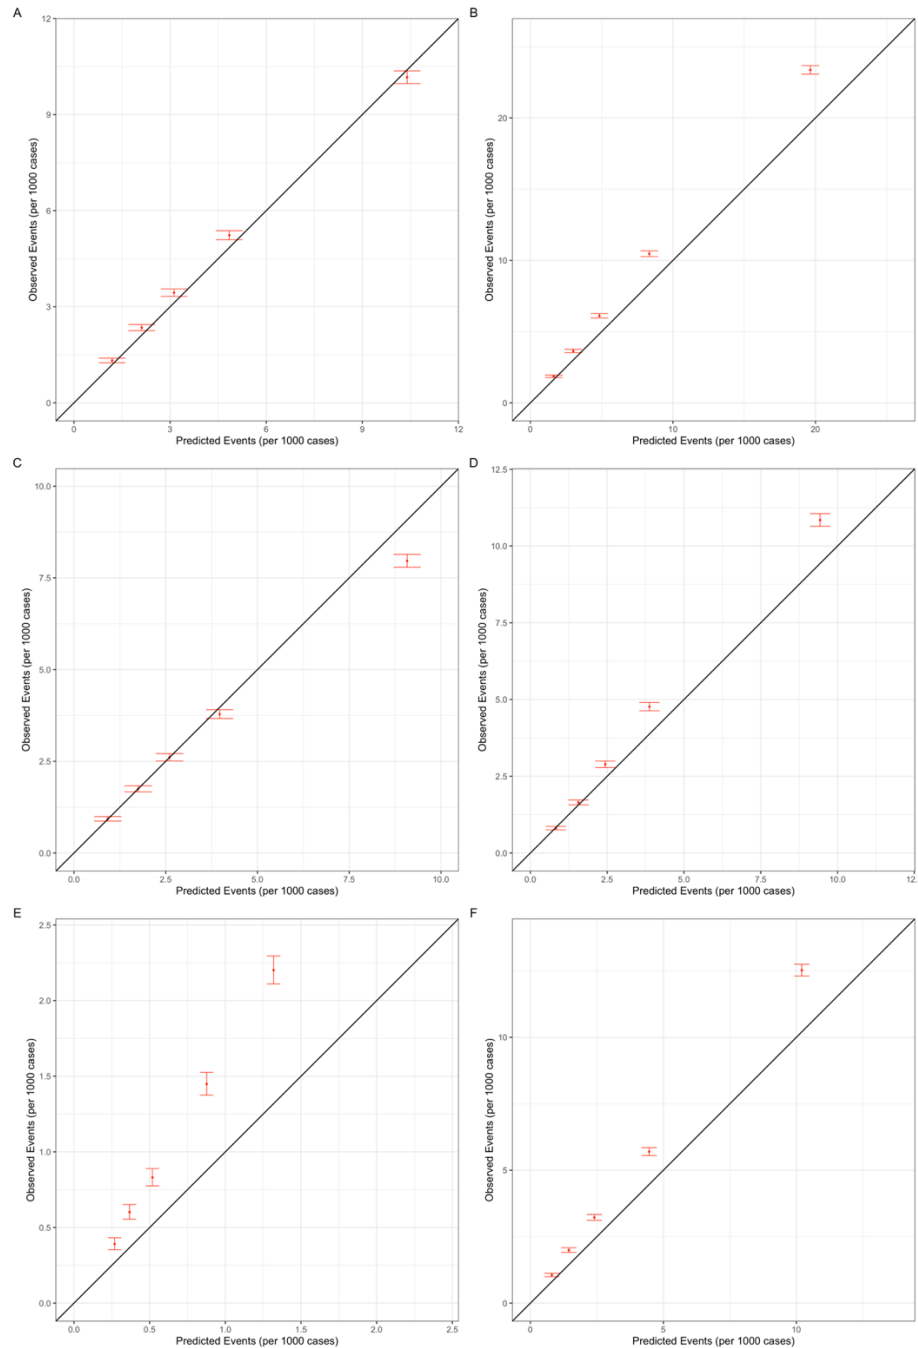 A
12
9
6
3
0
Observed Events (per 1000 cases)
0 3 6 9 12
Predicted Events (per 1000 cases)
B
20
10
0
Observed Events (per 1000 cases)
0 10 20
Predicted Events (per 1000 cases)
C
10.0
7.5
5.0
2.5
0.0
Observed Events (per 1000 cases)
0.0 2.5 5.0 7.5 10.0
Predicted Events (per 1000 cases)
D
12.5
10.0
7.5
5.0
2.5
0.0
Observed Events (per 1000 cases)
0.0 2.5 5.0 7.5 10.0 12.
Predicted Events (per 1000 cases)
E
2.5
2.0
1.5
1.0
0.5
0.0
Observed Events (per 1000 cases)
0.0 0.5 1.0 1.5 2.0 2.5
Predicted Events (per 1000 cases)
F
10
5
0
Observed Events (per 1000 cases)
0 5 10
Predicted Events (per 1000 cases)